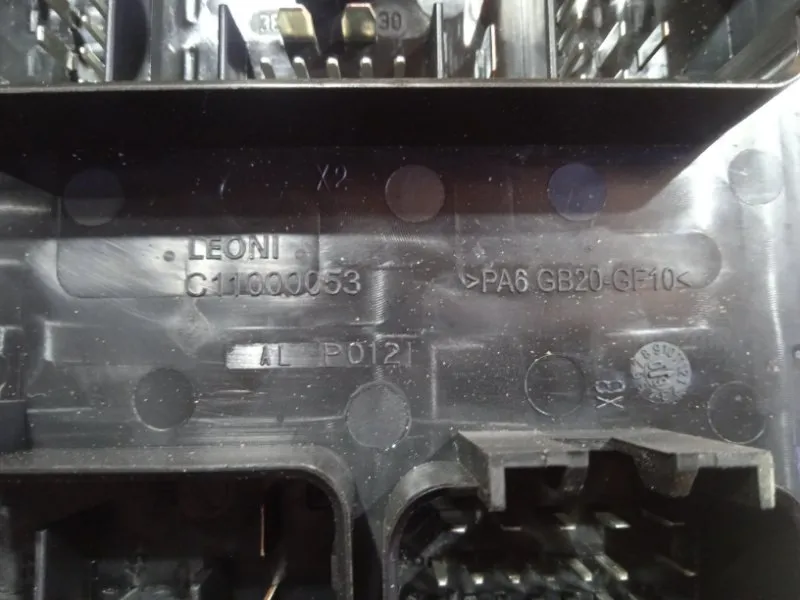 30
X2
LEONI
C11000053
>PA6 GB20-GF10<
AL P0121
X8